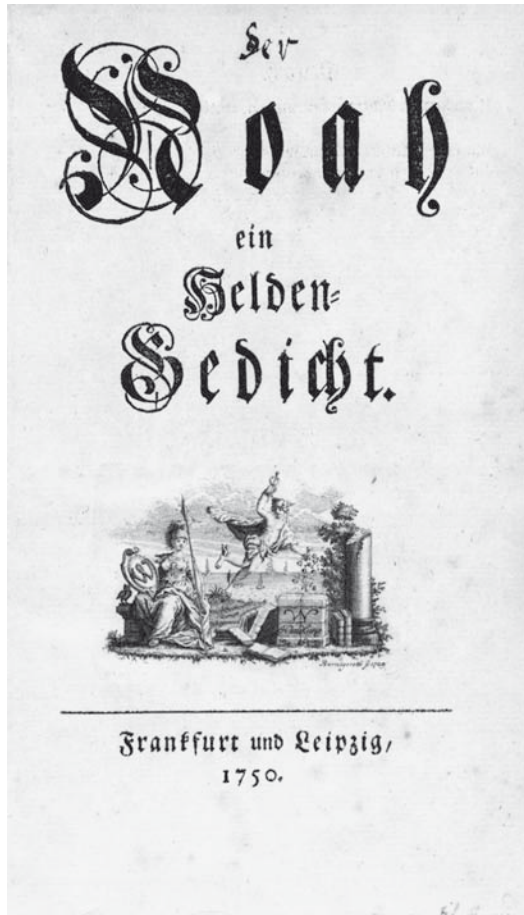 Der
Noah
ein
Helden=
Gedicht.
Frankfurt und Leipzig,
1750.